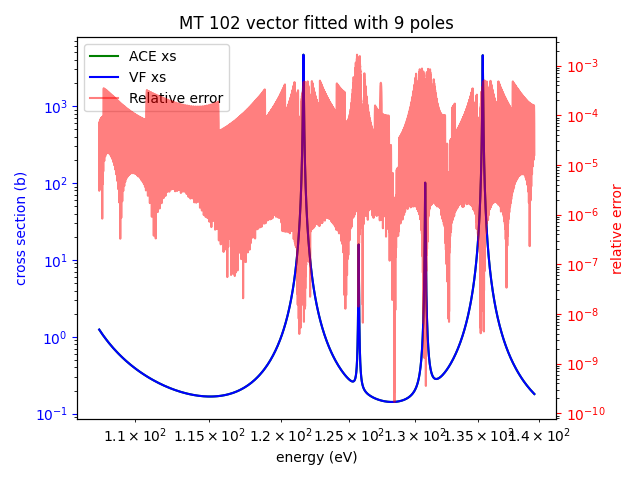 MT 102 vector fitted with 9 poles
ACE xs
VF xs
Relative error
cross section (b)
10³
10²
10¹
10⁰
10⁻¹
10⁻³
10⁻⁴
10⁻⁵
10⁻⁶
10⁻⁷
10⁻⁸
10⁻⁹
10⁻¹⁰
relative error
1.1 × 10² 1.15 × 10² 1.2 × 10² 1.25 × 10² 1.3 × 10² 1.35 × 10² 1.4 × 10²
energy (eV)